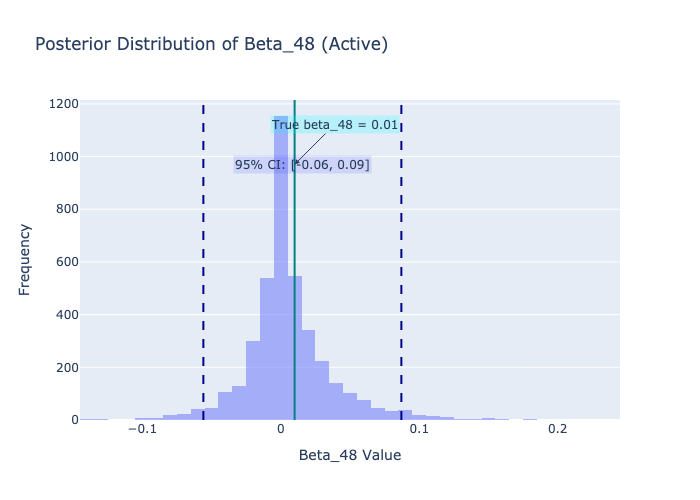 Posterior Distribution of Beta_48 (Active)
1200
1000
800
600
400
200
0
Frequency
True beta_48 = 0.01
95% CI: [-0.06, 0.09]
−0.1
0
0.1
0.2
Beta_48 Value